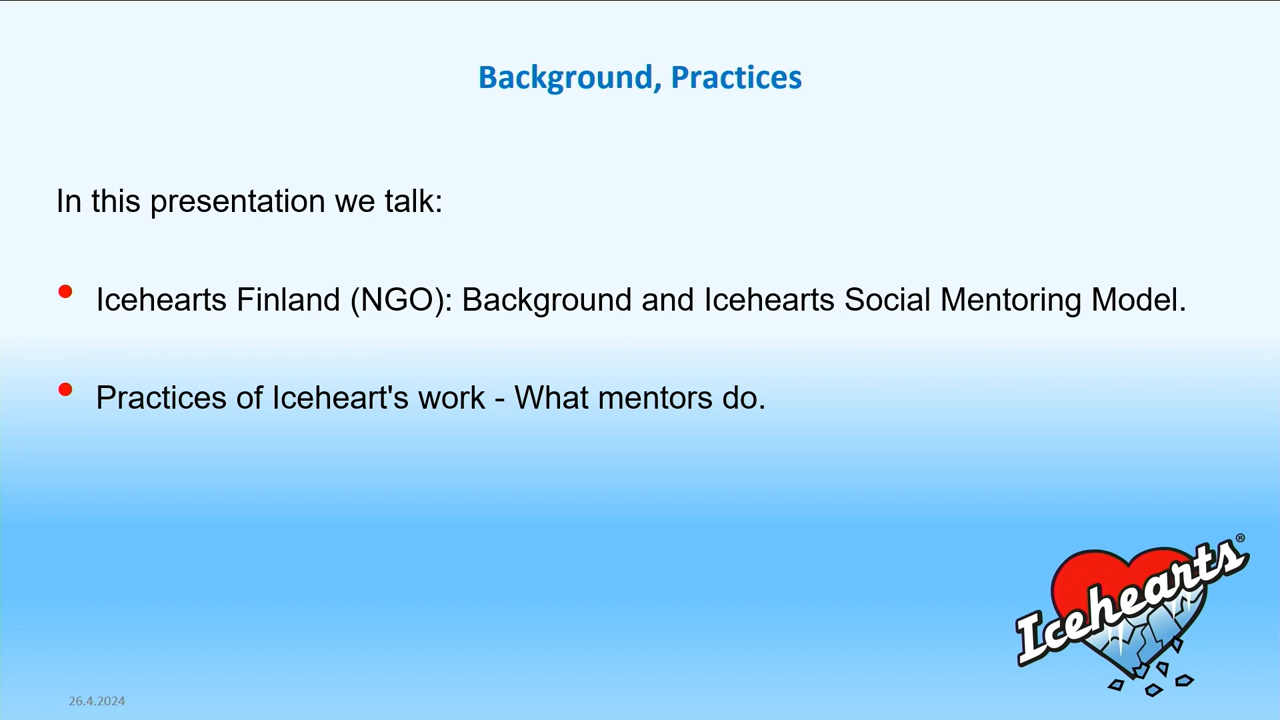 Background, Practices
In this presentation we talk:
• Icehearts Finland (NGO): Background and Icehearts Social Mentoring Model.
• Practices of Iceheart's work - What mentors do.
Icehearts®
26.4.2024